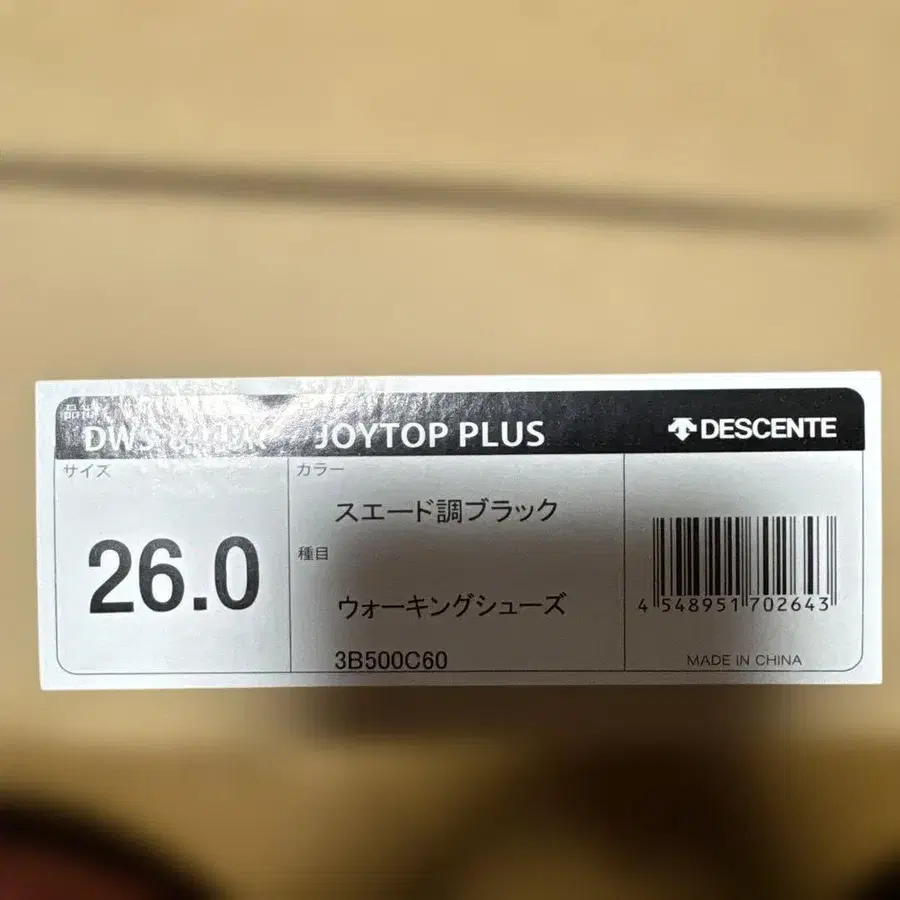 品名
JOYTOP PLUS
DESCENTE
サイズ
26.0
カラー
スエード調ブラック
種目
ウォーキングシューズ
3B500C60
4 548951 702643
MADE IN CHINA